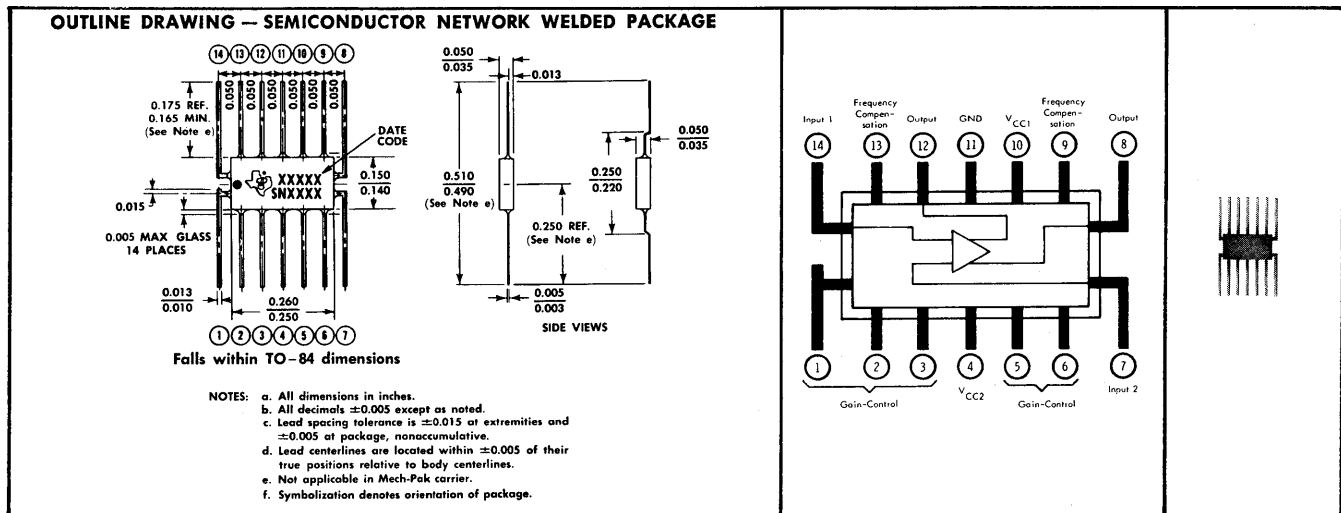 OUTLINE DRAWING — SEMICONDUCTOR NETWORK WELDED PACKAGE
14 13 12 11 10 9 8
0.050 0.050 0.050 0.050 0.050 0.050
0.175 REF.
0.165 MIN.
(See Note e)
DATE
CODE
XXXXX
SNXXXX
0.150
0.140
0.015
0.005 MAX GLASS
14 PLACES
0.013
0.010
0.260
0.250
1 2 3 4 5 6 7
Falls within TO-84 dimensions
0.050
0.035
0.013
0.510
0.490
(See Note e)
0.050
0.035
0.250
0.220
0.250 REF.
(See Note e)
0.005
0.003
SIDE VIEWS
NOTES: a. All dimensions in inches.
b. All decimals ±0.005 except as noted.
c. Lead spacing tolerance is ±0.015 at extremities and
±0.005 at package, nonaccumulative.
d. Lead centerlines are located within ±0.005 of their
true positions relative to body centerlines.
e. Not applicable in Mech-Pak carrier.
f. Symbolization denotes orientation of package.
Input 1
Frequency
Compen-
sation
Output
GND
VCC1
Frequency
Compen-
sation
Output
14 13 12 11 10 9 8
1 2 3 4 5 6 7
Gain-Control
VCC2
Gain-Control
Input 2